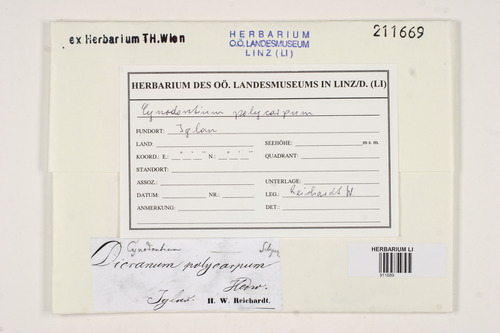 ex Herbarium TH.Wien
HERBARIUM
O.Ö. LANDESMUSEUM
LINZ (LI)
211669
HERBARIUM DES OÖ. LANDESMUSEUMS IN LINZ/D. (LI)
Cynodontium polycarpum
FUNDORT: Iglau
LAND: SEEHÖHE: m s. m.
KOORD.: E.: N.: QUADRANT:
STANDORT:
ASSOZ.: UNTERLAGE:
DATUM: NR.: LEG.: Reichardt W.
ANMERKUNG: DET.:
Cynodontium
Dicranum polycarpum
Hedw.
Iglau. H. W. Reichardt.
HERBARIUM LI